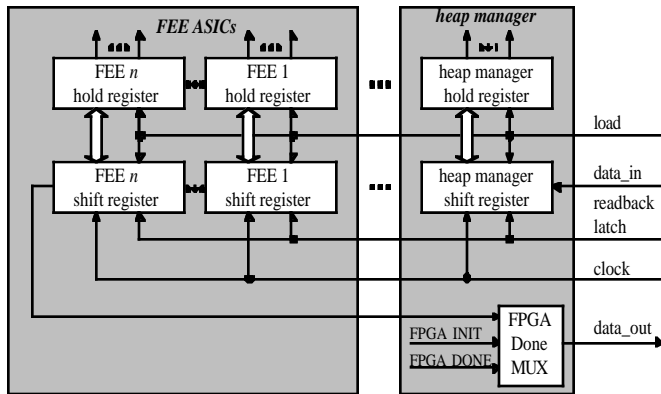 FEE ASICs
heap manager
FEE n
hold register
FEE 1
hold register
heap manager
hold register
load
FEE n
shift register
FEE 1
shift register
heap manager
shift register
data_in
readback
latch
clock
FPGA INIT
FPGA DONE
FPGA
Done
MUX
data_out